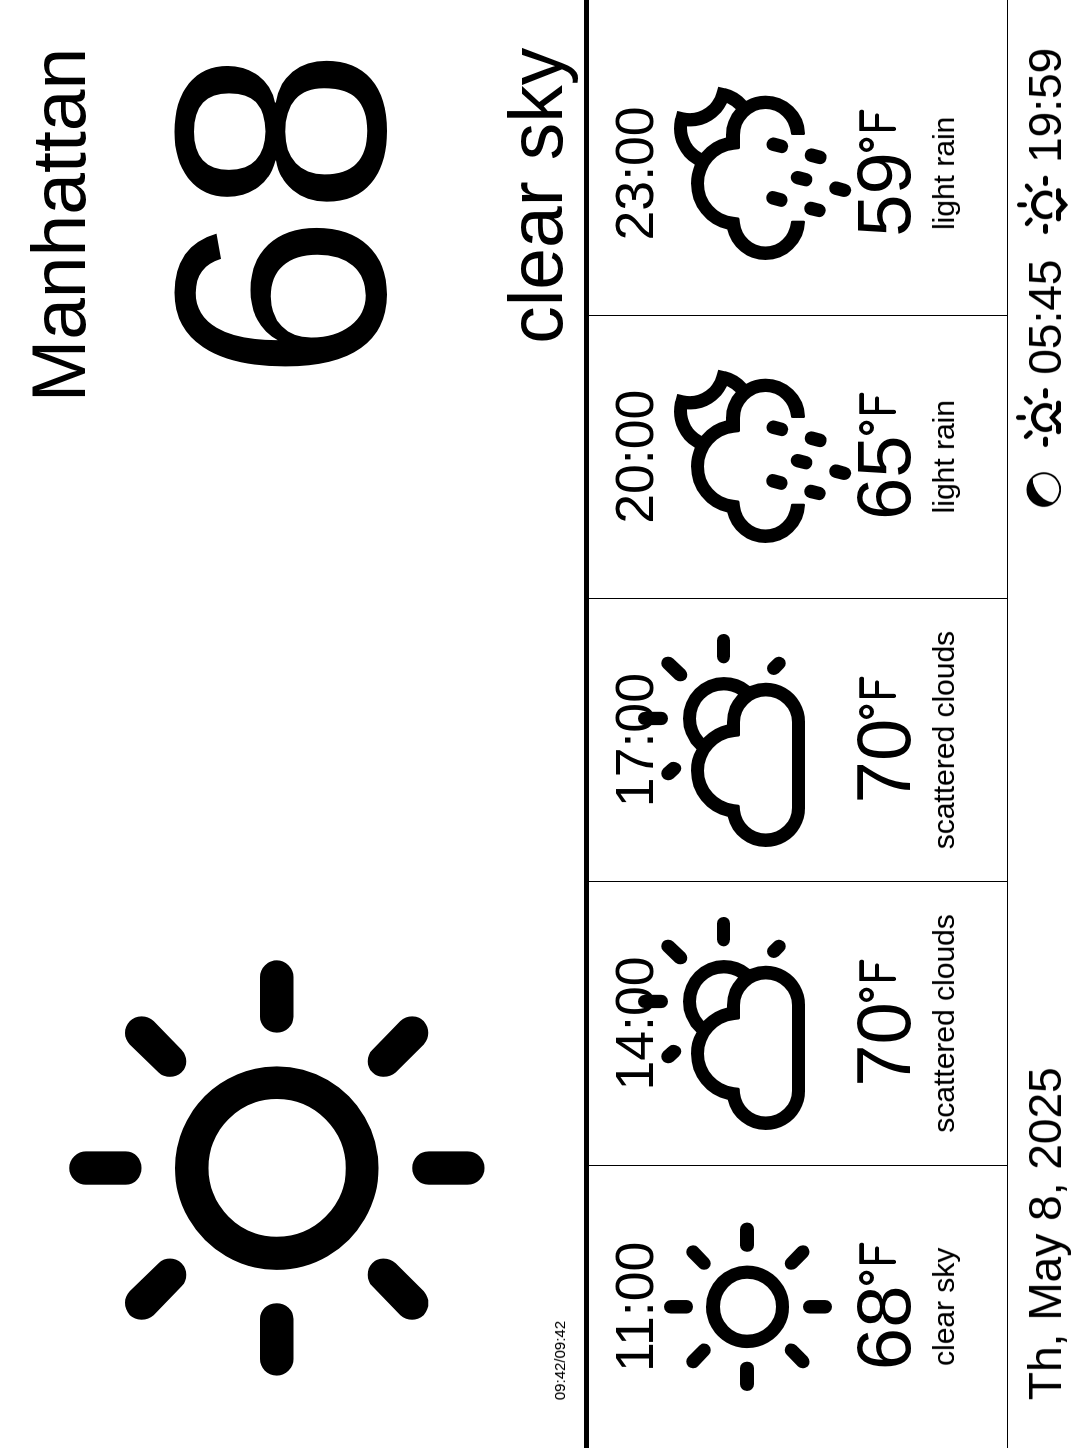 Manhattan
68
clear sky
09:42/09:42
11:00
68°F
clear sky
14:00
70°F
scattered clouds
17:00
70°F
scattered clouds
20:00
65°F
light rain
23:00
59°F
light rain
Th, May 8, 2025
05:45
19:59